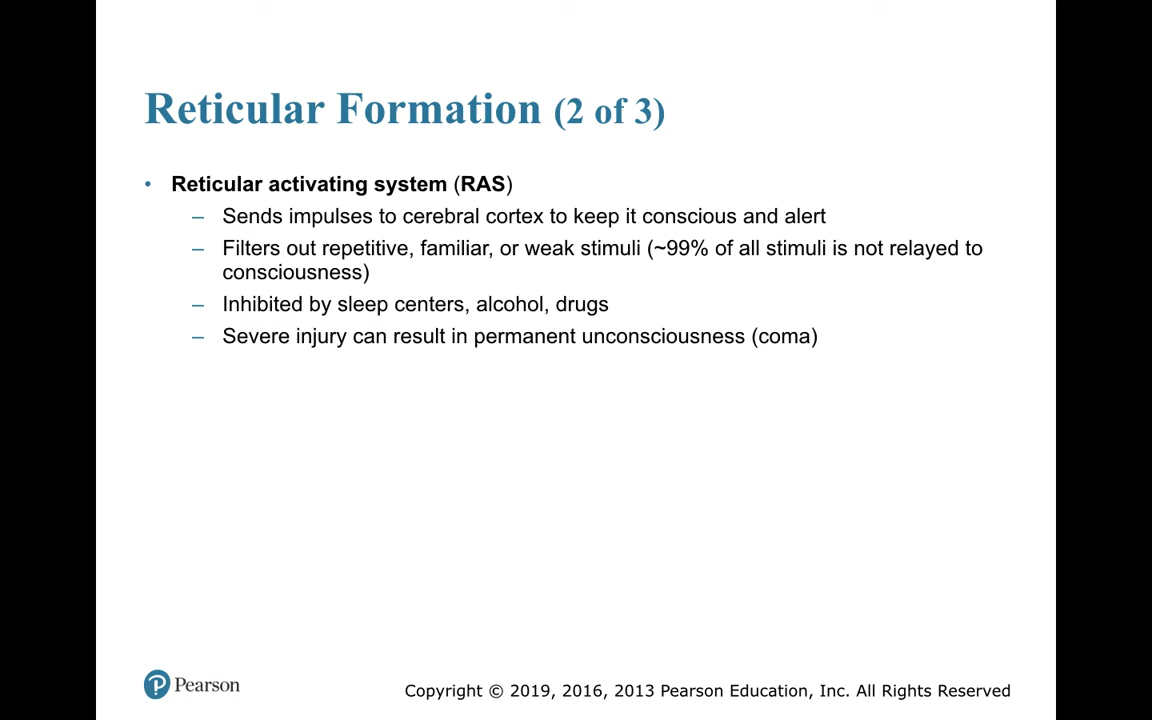 Reticular Formation (2 of 3)
• Reticular activating system (RAS)
– Sends impulses to cerebral cortex to keep it conscious and alert
– Filters out repetitive, familiar, or weak stimuli (~99% of all stimuli is not relayed to
consciousness)
– Inhibited by sleep centers, alcohol, drugs
– Severe injury can result in permanent unconsciousness (coma)
Pearson
Copyright © 2019, 2016, 2013 Pearson Education, Inc. All Rights Reserved